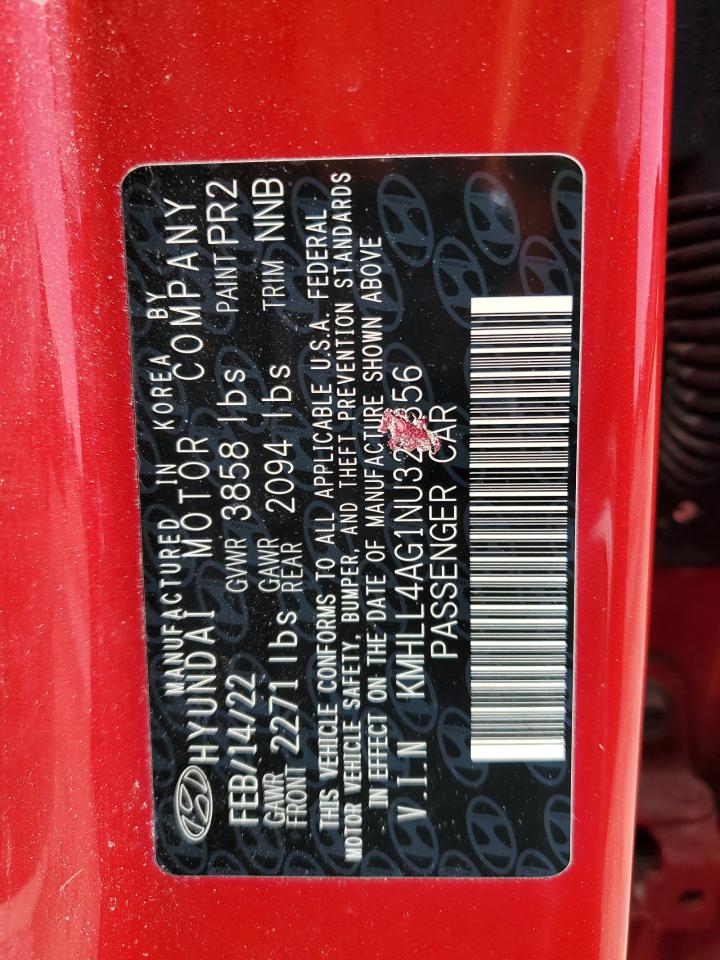 MANUFACTURED IN KOREA BY
HYUNDAI MOTOR COMPANY
FEB/14/22 GVWR 3858 lbs PAINT PR2
GAWR FRONT 2271 lbs GAWR REAR 2094 lbs TRIM NNB
THIS VEHICLE CONFORMS TO ALL APPLICABLE U.S.A. FEDERAL
MOTOR VEHICLE SAFETY, BUMPER, AND THEFT PREVENTION STANDARDS
IN EFFECT ON THE DATE OF MANUFACTURE SHOWN ABOVE
V.I.N
PASSENGER CAR